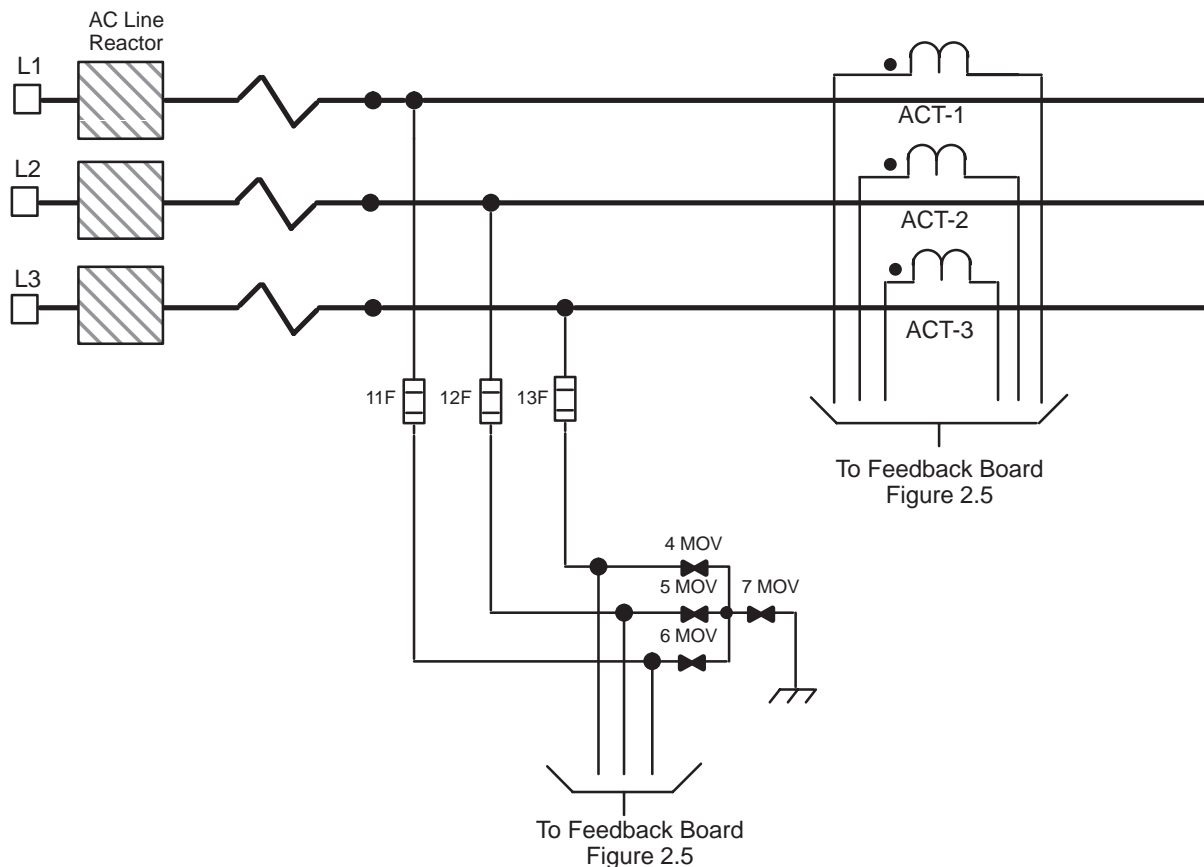 AC Line
Reactor
L1
ACT-1
L2
ACT-2
L3
ACT-3
11F
12F
13F
To Feedback Board
Figure 2.5
4 MOV
5 MOV
7 MOV
6 MOV
To Feedback Board
Figure 2.5